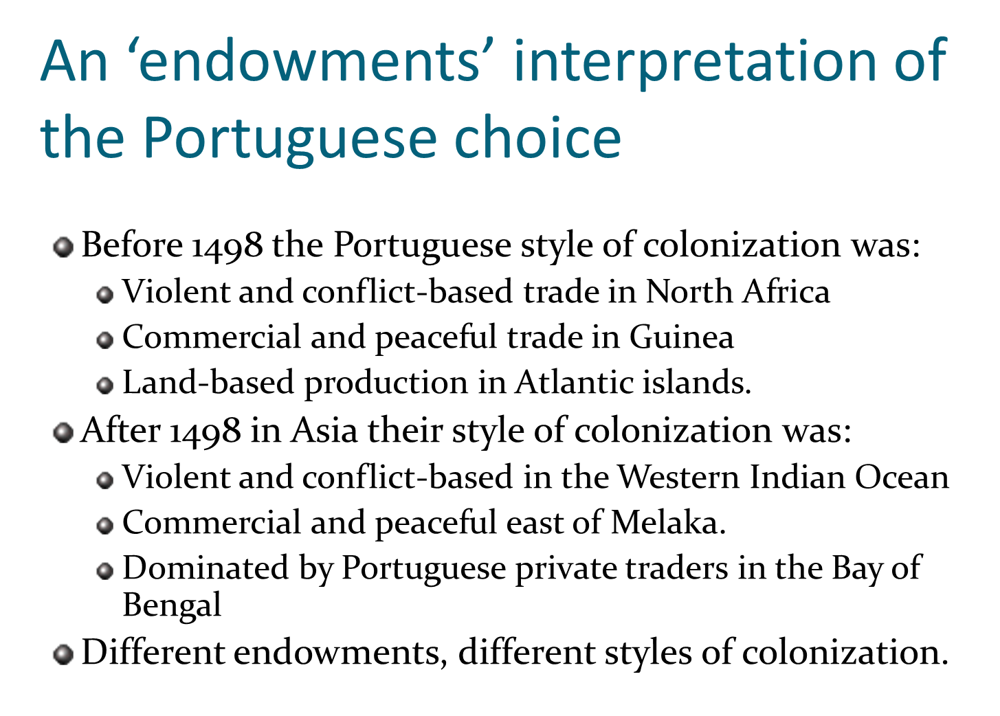 An ‘endowments’ interpretation of
the Portuguese choice
Before 1498 the Portuguese style of colonization was:
Violent and conflict-based trade in North Africa
Commercial and peaceful trade in Guinea
Land-based production in Atlantic islands.
After 1498 in Asia their style of colonization was:
Violent and conflict-based in the Western Indian Ocean
Commercial and peaceful east of Melaka.
Dominated by Portuguese private traders in the Bay of
Bengal
Different endowments, different styles of colonization.